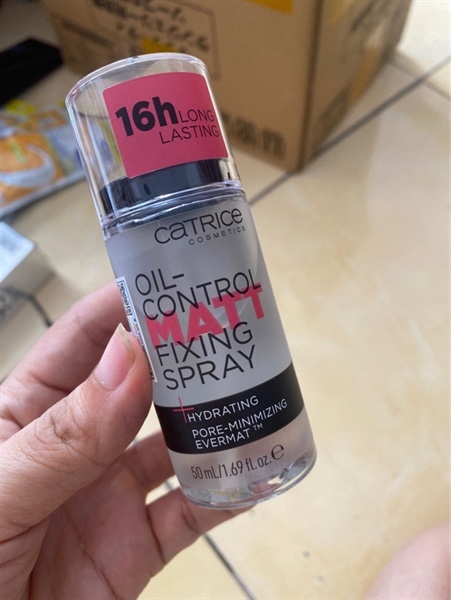 16h LONG
LASTING
CATRICE
COSMETICS
OIL-
CONTROL
MATT
FIXING
SPRAY
+HYDRATING
PORE-MINIMIZING
EVERMAT™
50 mL/1.69 fl.oz. ℮